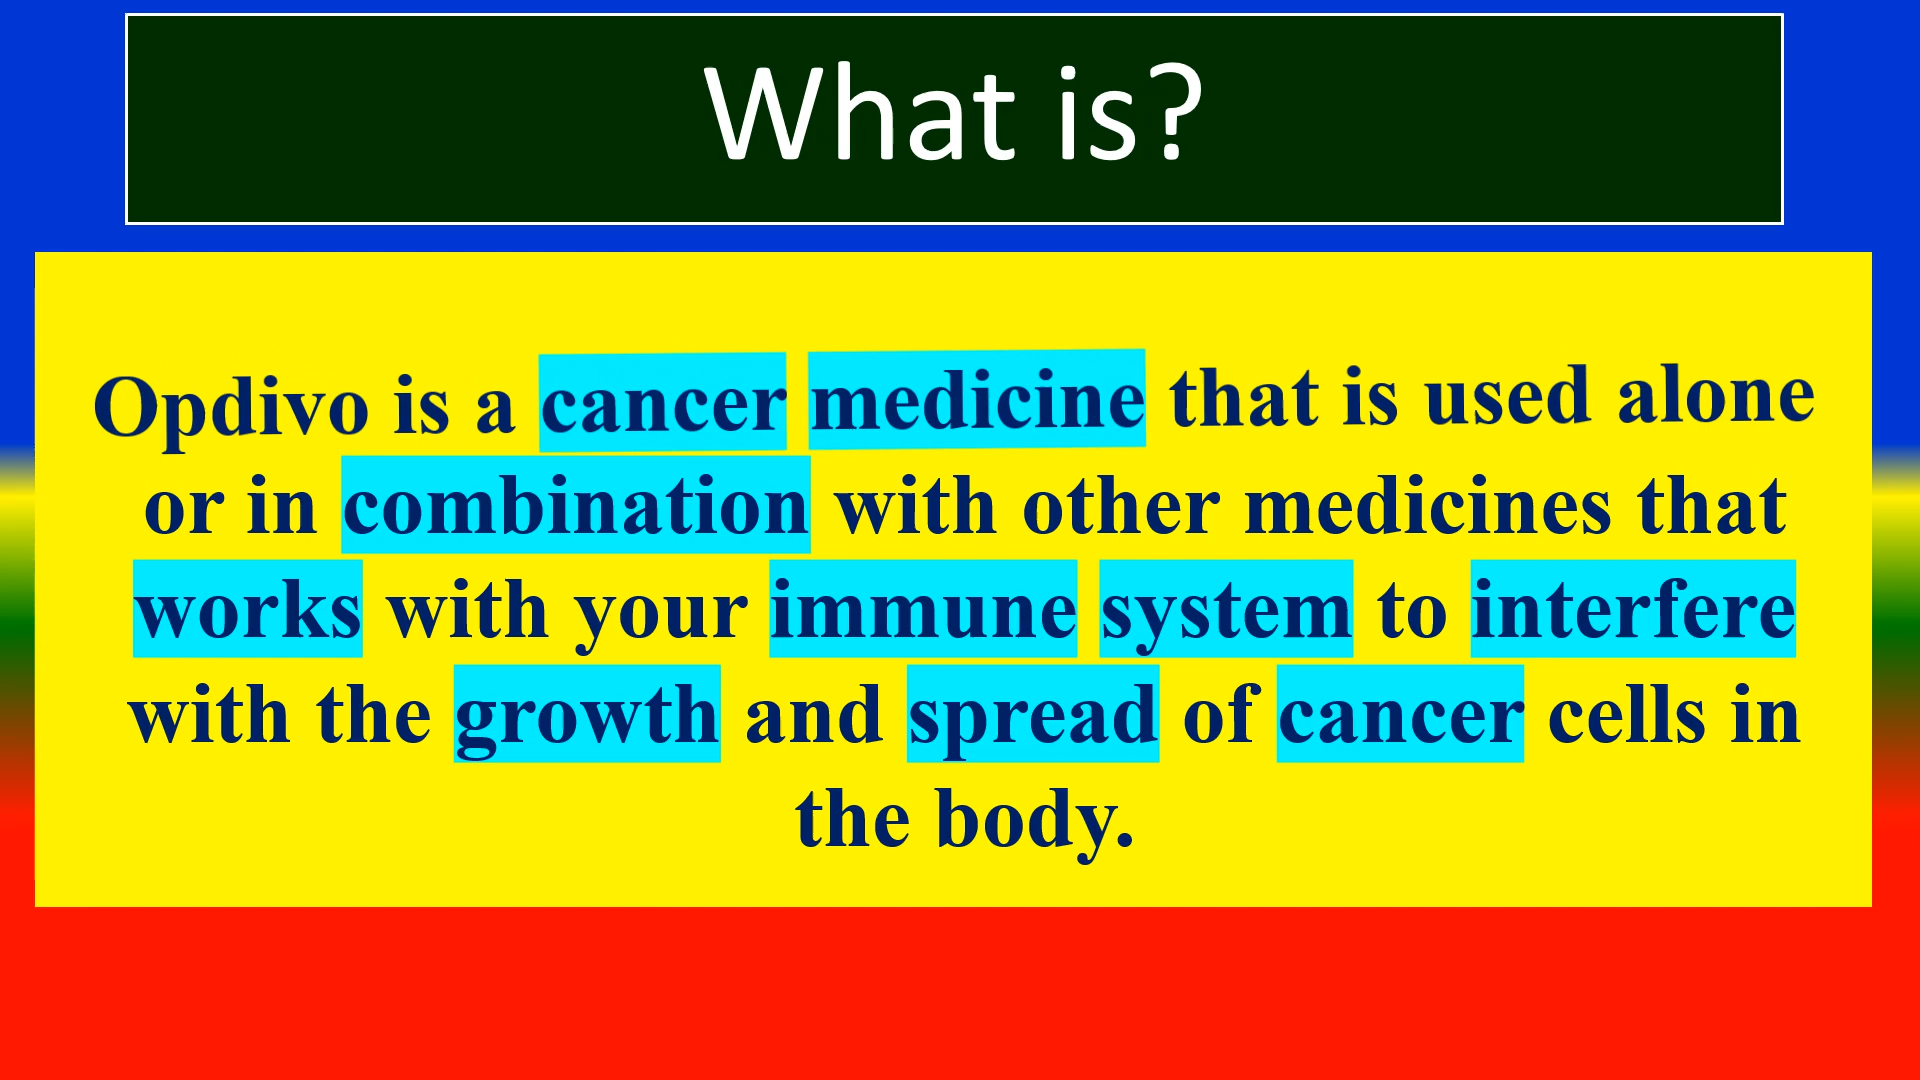 What is?
Opdivo is a cancer medicine that is used alone
or in combination with other medicines that
works with your immune system to interfere
with the growth and spread of cancer cells in
the body.